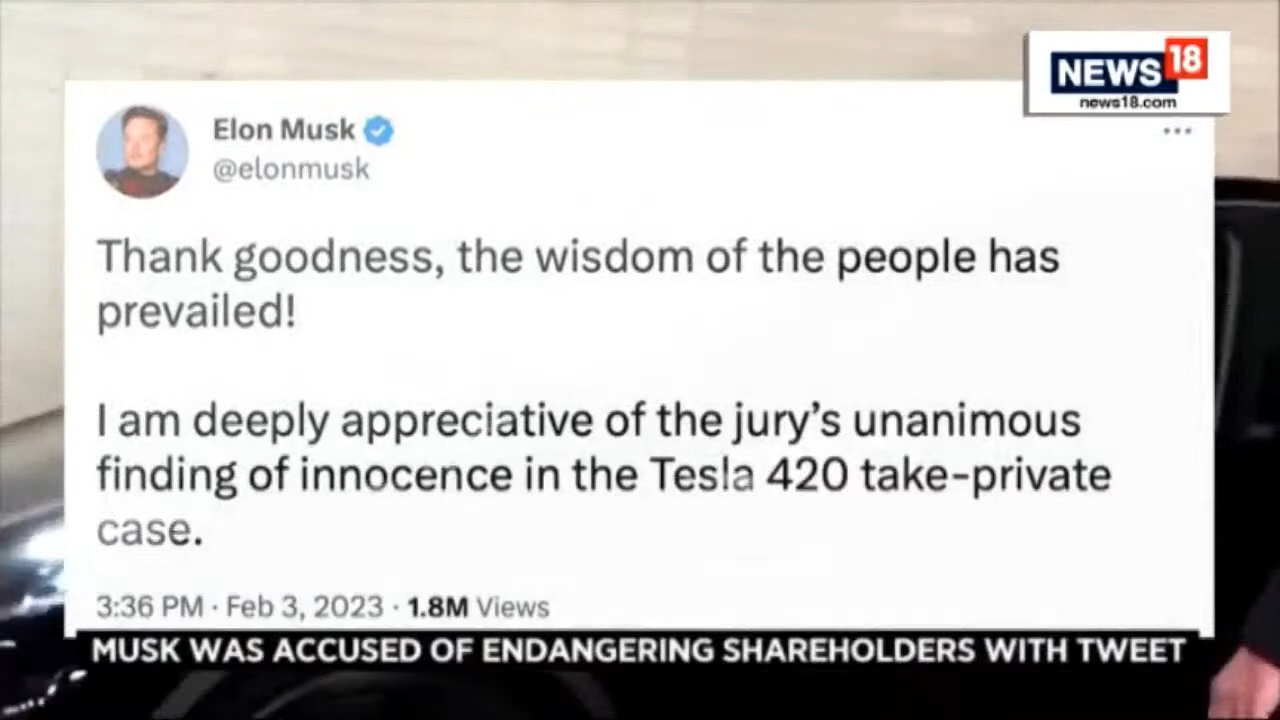 NEWS 18
news18.com
Elon Musk
@elonmusk
Thank goodness, the wisdom of the people has
prevailed!
I am deeply appreciative of the jury’s unanimous
finding of innocence in the Tesla 420 take-private
case.
3:36 PM · Feb 3, 2023 · 1.8M Views
MUSK WAS ACCUSED OF ENDANGERING SHAREHOLDERS WITH TWEET